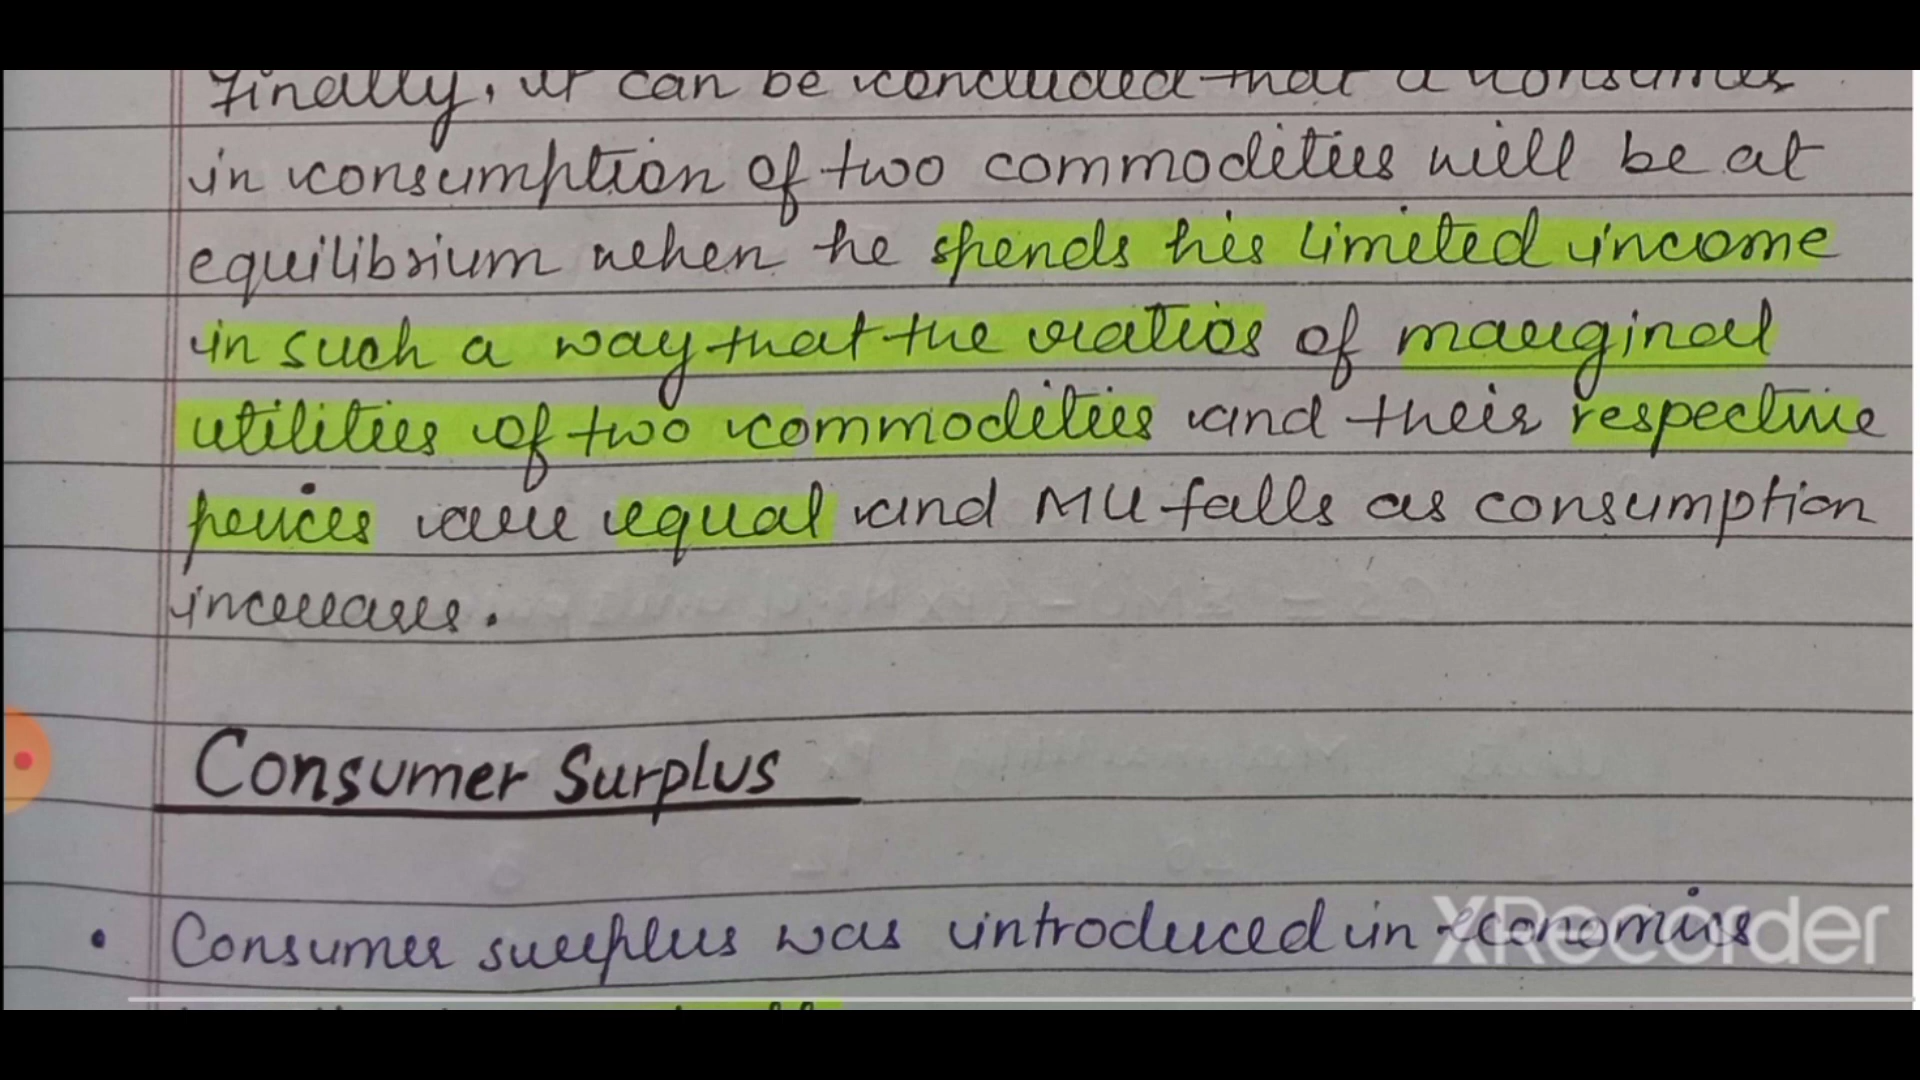 Finally, it can be concluded that a consumer
in consumption of two commodities will be at
equilibrium when he spends his limited income
in such a way that the ratios of marginal
utilities of two commodities and their respective
prices are equal and MU falls as consumption
increases.
Consumer Surplus
• Consumer surplus was introduced in economics
XRecorder